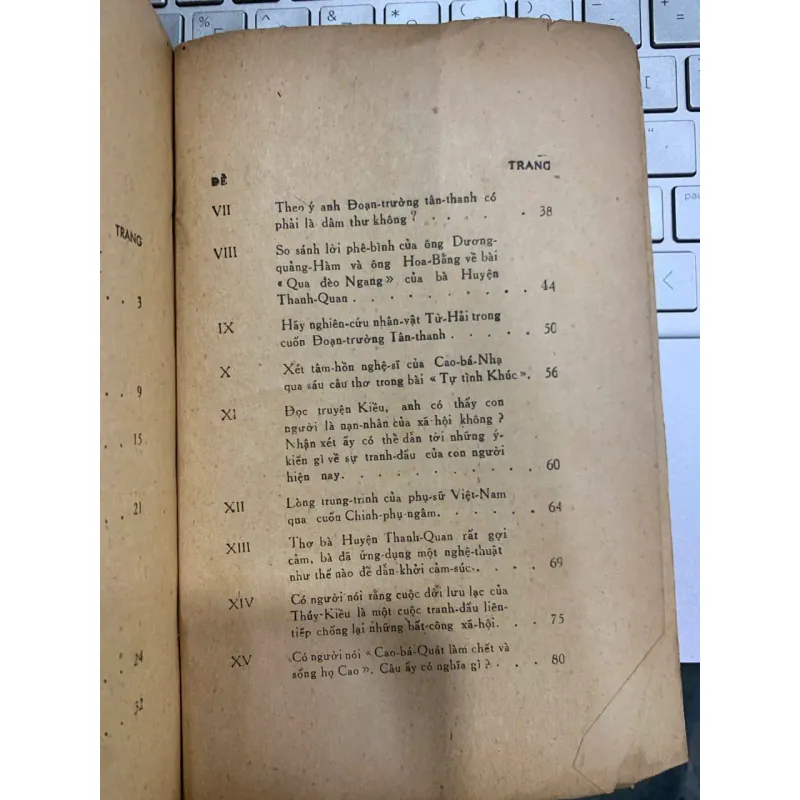 TRANG
3
9
15
21
24
32
ĐỀ TRANG
VII Theo ý anh Đoạn-trường tân-thanh có
phải là dâm thư không ? . . . . . 38
VIII So sánh lời phê-bình của ông Dương-
quảng-Hàm và ông Hoa-Bằng về bài
« Qua đèo Ngang » của bà Huyện
Thanh-Quan . . . . . . . . . 44
IX Hãy nghiên-cứu nhân-vật Từ-Hải trong
cuốn Đoạn-trường Tân-thanh . . . . . 50
X Xét tâm-hồn nghệ-sĩ của Cao-bá-Nhạ
qua sáu câu thơ trong bài « Tự tình Khúc ». 56
XI Đọc truyện Kiều, anh có thấy con
người là nạn-nhân của xã-hội không ?
Nhận xét ấy có thể dẫn tới những ý-
kiến gì về sự tranh-đấu của con người
hiện nay. . . . . . . . . . 60
XII Lòng trung-trinh của phụ-sữ Việt-Nam
qua cuốn Chinh-phụ-ngâm. . . . . 64
XIII Thơ bà Huyện Thanh-Quan rất gợi
cảm, bà đã ứng-dụng một nghệ-thuật
như thế nào để dẫn khởi cảm-súc. . . . 69
XIV Có người nói rằng cuộc đời lưu lạc của
Thúy-Kiều là một cuộc tranh-đấu liên-
tiếp chống lại những bất-công xã-hội. . . 75
XV Có người nói « Cao-bá-Quát làm chết và
sống họ Cao ». Câu ấy có nghĩa gì ? . . . 80